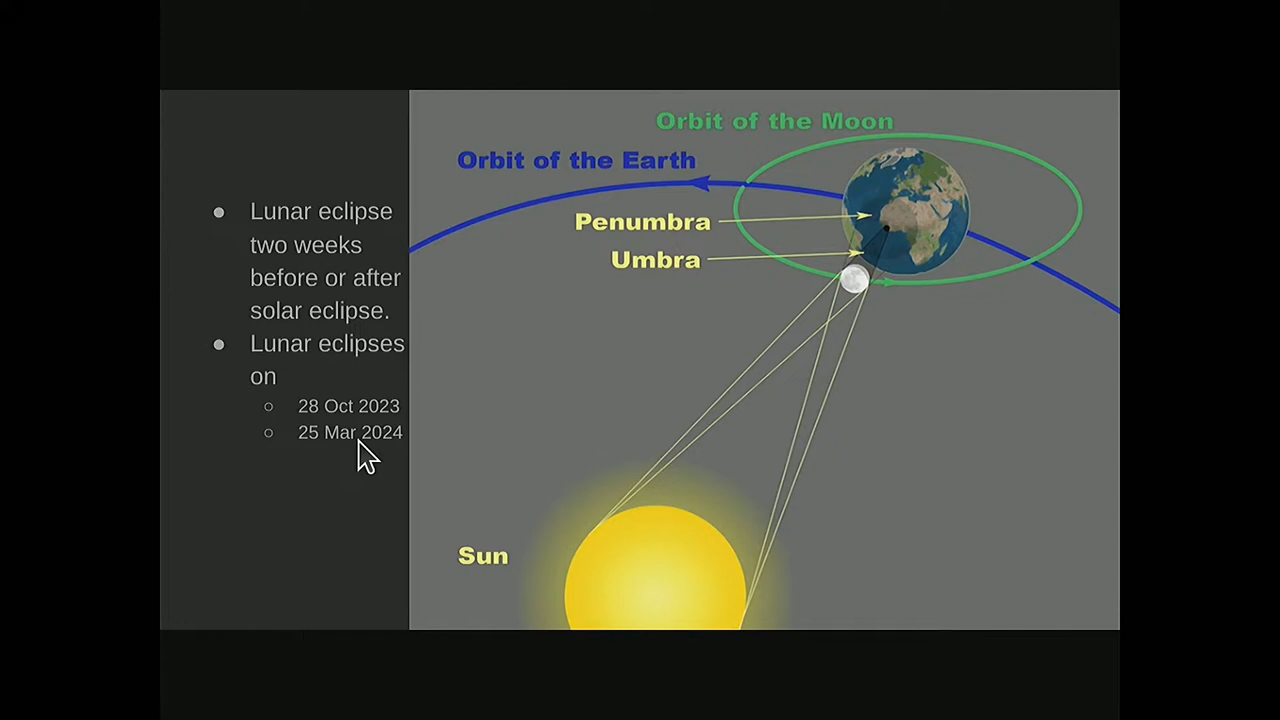 Lunar eclipse
two weeks
before or after
solar eclipse.
Lunar eclipses
on
28 Oct 2023
25 Mar 2024
Orbit of the Moon
Orbit of the Earth
Penumbra
Umbra
Sun